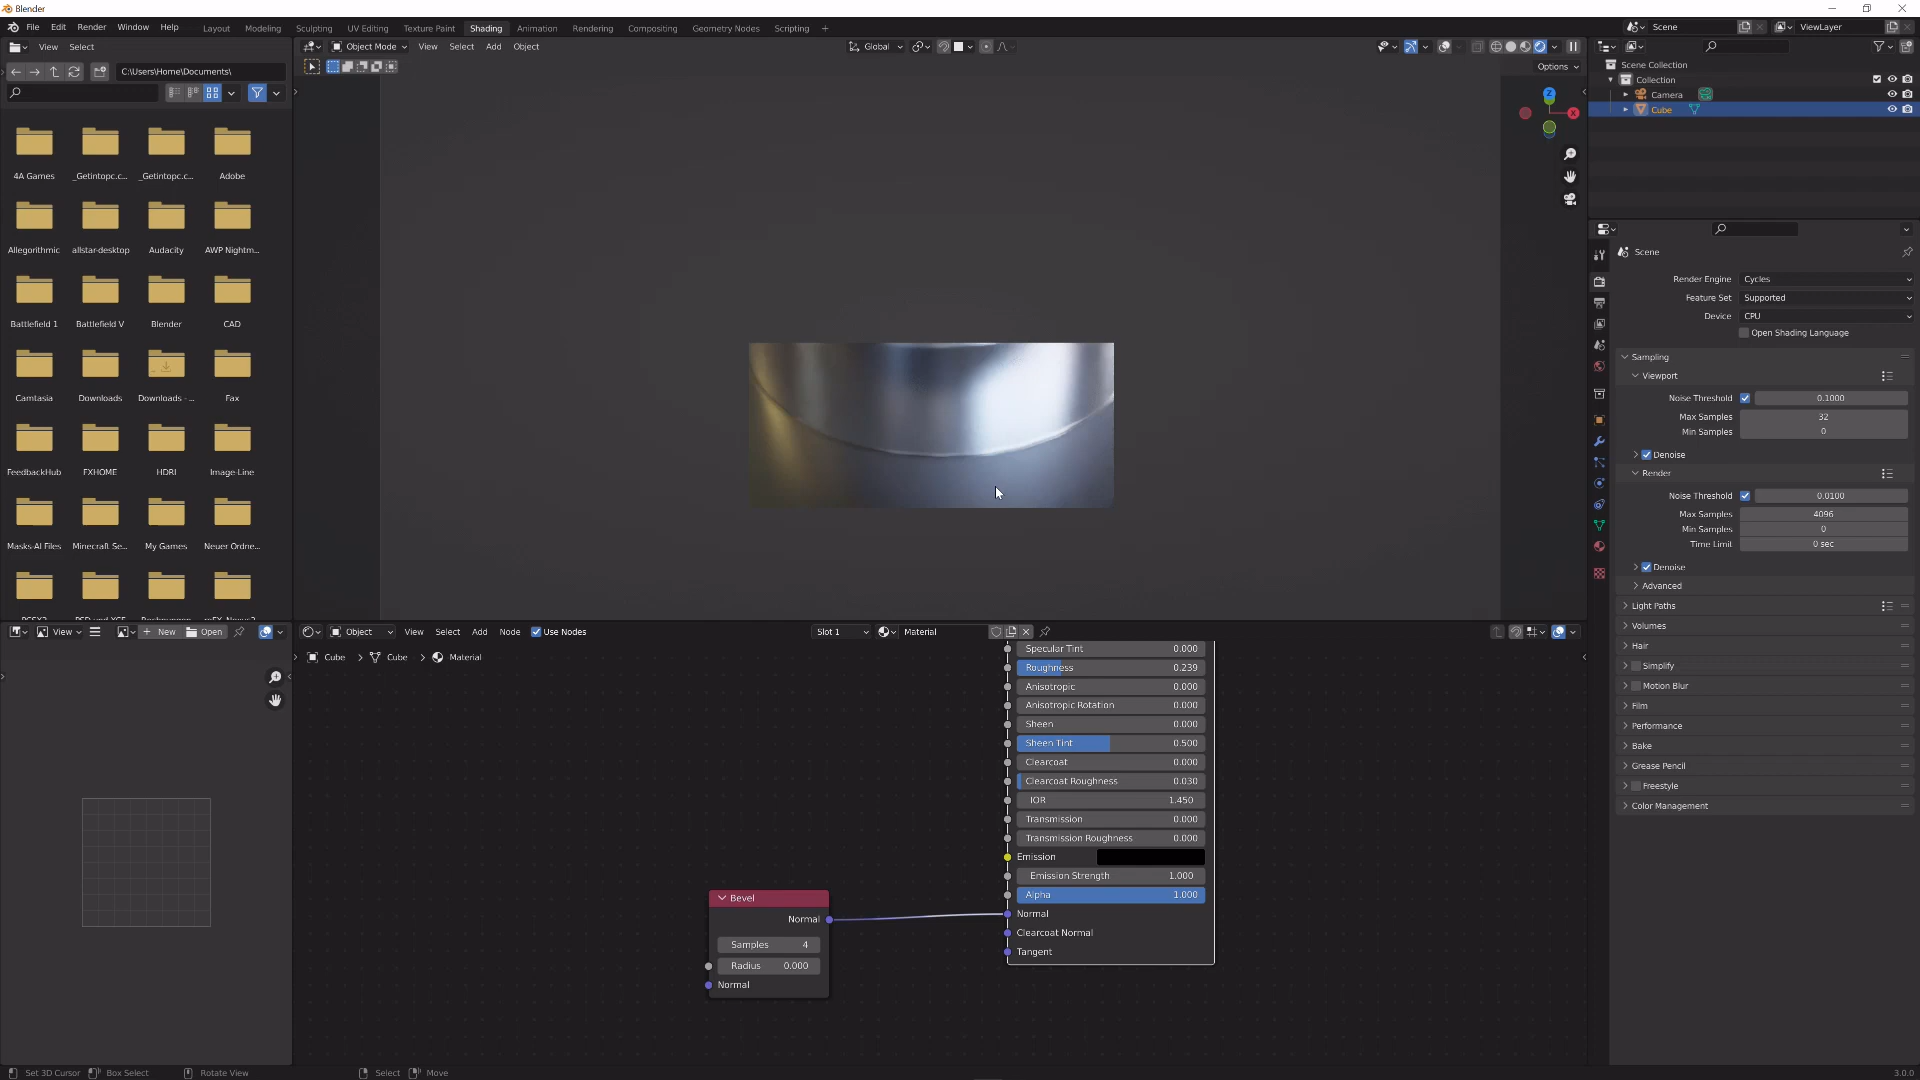 Blender
File Edit Render Window Help Layout Modeling Sculpting UV Editing Texture Paint Shading Animation Rendering Compositing Geometry Nodes Scripting + Scene ViewLayer
View Select Object Mode View Select Add Object Global
C:\Users\Home\Documents\ Options
Scene Collection
Collection
Camera
Cube
Z
X
4A Games _Getintopc.c... _Getintopc.c... Adobe
Allegorithmic allstar-desktop Audacity AWP Nightm...
Battlefield 1 Battlefield V Blender CAD
Camtasia Downloads Downloads - ... Fax
FeedbackHub FXHOME HDRI Image-Line
Masks-AI Files Minecraft Se... My Games Neuer Ordne...
Scene
Render Engine Cycles
Feature Set Supported
Device CPU
Open Shading Language
Sampling
Viewport
Noise Threshold 0.1000
Max Samples 32
Min Samples 0
Denoise
Render
Noise Threshold 0.0100
Max Samples 4096
Min Samples 0
Time Limit 0 sec
Denoise
Advanced
Light Paths
Volumes
Hair
Simplify
Motion Blur
Film
Performance
Bake
Grease Pencil
Freestyle
Color Management
View New Open Object View Select Add Node Use Nodes Slot 1 Material
Cube Cube Material
Specular Tint 0.000
Roughness 0.239
Anisotropic 0.000
Anisotropic Rotation 0.000
Sheen 0.000
Sheen Tint 0.500
Clearcoat 0.000
Clearcoat Roughness 0.030
IOR 1.450
Transmission 0.000
Transmission Roughness 0.000
Emission
Emission Strength 1.000
Alpha 1.000
Normal
Clearcoat Normal
Tangent
Bevel
Normal
Samples 4
Radius 0.000
Normal
Set 3D Cursor Box Select Rotate View Select Move 3.0.0